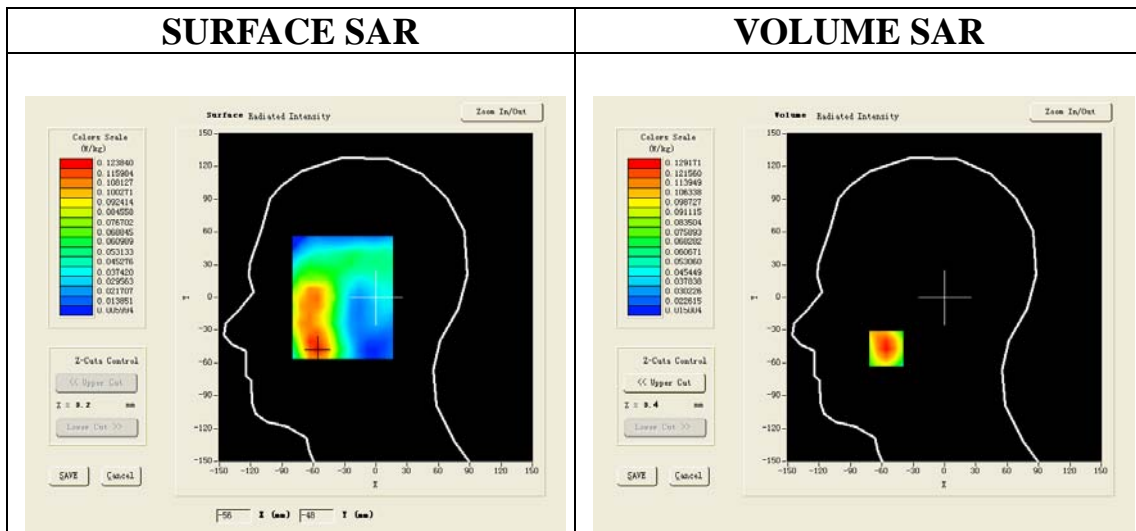 SURFACE SAR
VOLUME SAR
Surface Radiated Intensity
Zoom In/Out
Colors Scale
(W/kg)
0.123840
0.115984
0.108127
0.100271
0.092414
0.084558
0.076702
0.068845
0.060989
0.053133
0.045276
0.037420
0.029563
0.021707
0.013851
0.005994
150
120
90
60
30
0
-30
-60
-90
-120
-150
Y
-150 -120 -90 -60 -30 0 30 60 90 120 150
X
Z-Cuts Control
<< Upper Cut
mm
Lower Cut >>
SAVE
Cancel
-56 X (mm) -48 Y (mm)
Volume Radiated Intensity
Zoom In/Out
Colors Scale
(W/kg)
0.129171
0.121560
0.113949
0.106338
0.098727
0.091115
0.083504
0.075893
0.068282
0.060671
0.053060
0.045449
0.037838
0.030226
0.022615
0.015004
150
120
90
60
30
0
-30
-60
-90
-120
-150
Y
-150 -120 -90 -60 -30 0 30 60 90 120 150
X
Z-Cuts Control
<< Upper Cut
mm
Lower Cut >>
SAVE
Cancel